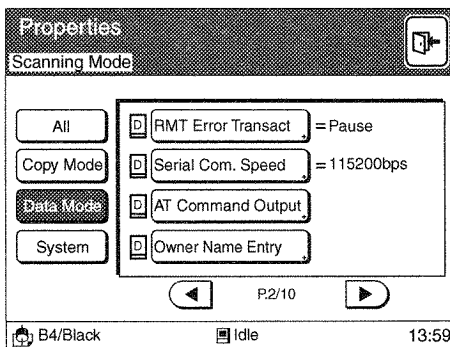 Properties
Scanning Mode
All
Copy Mode
Data Mode
System
D RMT Error Transact =Pause
D Serial Com. Speed =115200bps
D AT Command Output
D Owner Name Entry
P.2/10
B4/Black Idle 13:59